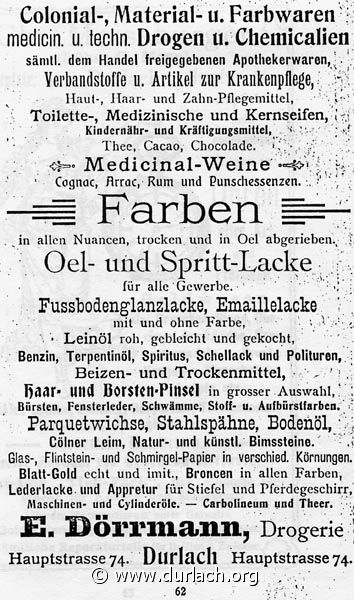 Colonial-, Material- u. Farbwaren
medicin. u. techn. Drogen u. Chemicalien
sämtl. dem Handel freigegebenen Apothekerwaren,
Verbandstoffe u. Artikel zur Krankenpflege,
Haut-, Haar- und Zahn-Pflegemittel,
Toilette-, Medizinische und Kernseifen,
Kindernähr- und Kräftigungsmittel,
Thee, Cacao, Chocolade.
Medicinal-Weine
Cognac, Arrac, Rum und Punschessenzen.
Farben
in allen Nuancen, trocken und in Oel abgerieben.
Oel- und Spritt-Lacke
für alle Gewerbe.
Fussbodenglanzlacke, Emaillelacke
mit und ohne Farbe,
Leinöl roh, gebleicht und gekocht,
Benzin, Terpentinöl, Spiritus, Schellack und Polituren,
Beizen- und Trockenmittel,
Haar- und Borsten-Pinsel in grosser Auswahl,
Bürsten, Fensterleder, Schwämme, Stoff- u. Aufbürstfarben.
Parquetwichse, Stahlspähne, Bodenöl,
Cölner Leim, Natur- und künstl. Bimssteine.
Glas-, Flintstein- und Schmirgel-Papier in verschied. Körnungen.
Blatt-Gold echt und imit., Broncen in allen Farben,
Lederlacke und Appretur für Stiefel und Pferdegeschirr,
Maschinen- und Cylinderöle. — Carbolineum und Theer.
E. Dörrmann, Drogerie
Hauptstrasse 74. Durlach Hauptstrasse 74.
© www.durlach.org
62